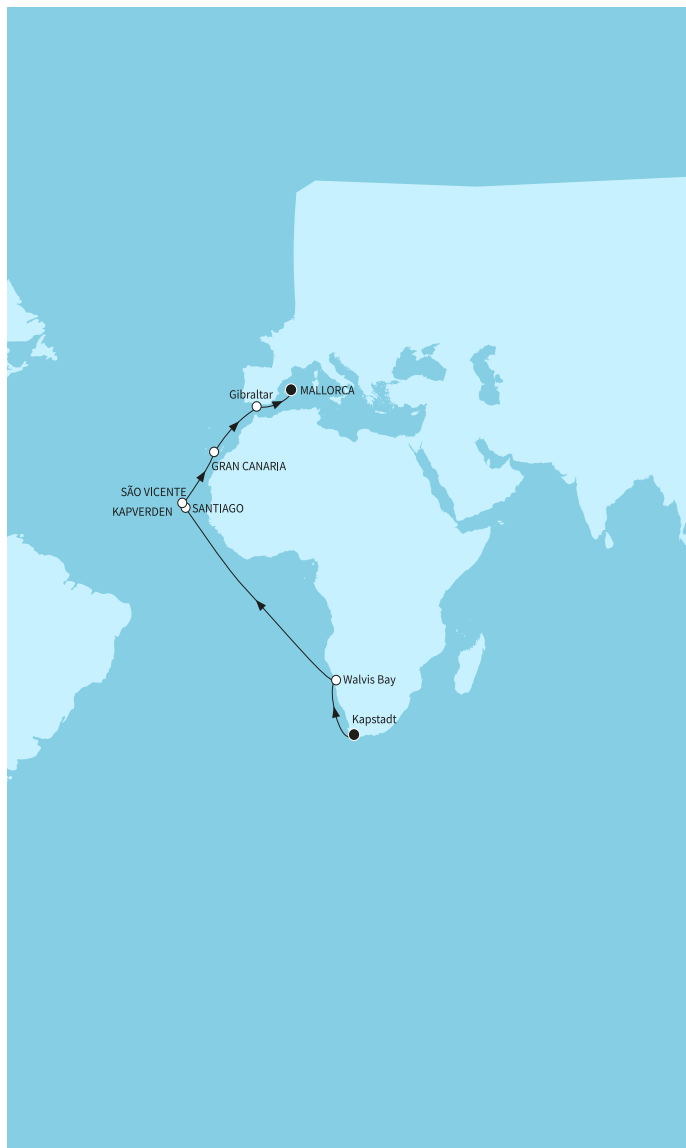 Gibraltar
MALLORCA
GRAN CANARIA
SÃO VICENTE
KAPVERDEN
SANTIAGO
Walvis Bay
Kapstadt